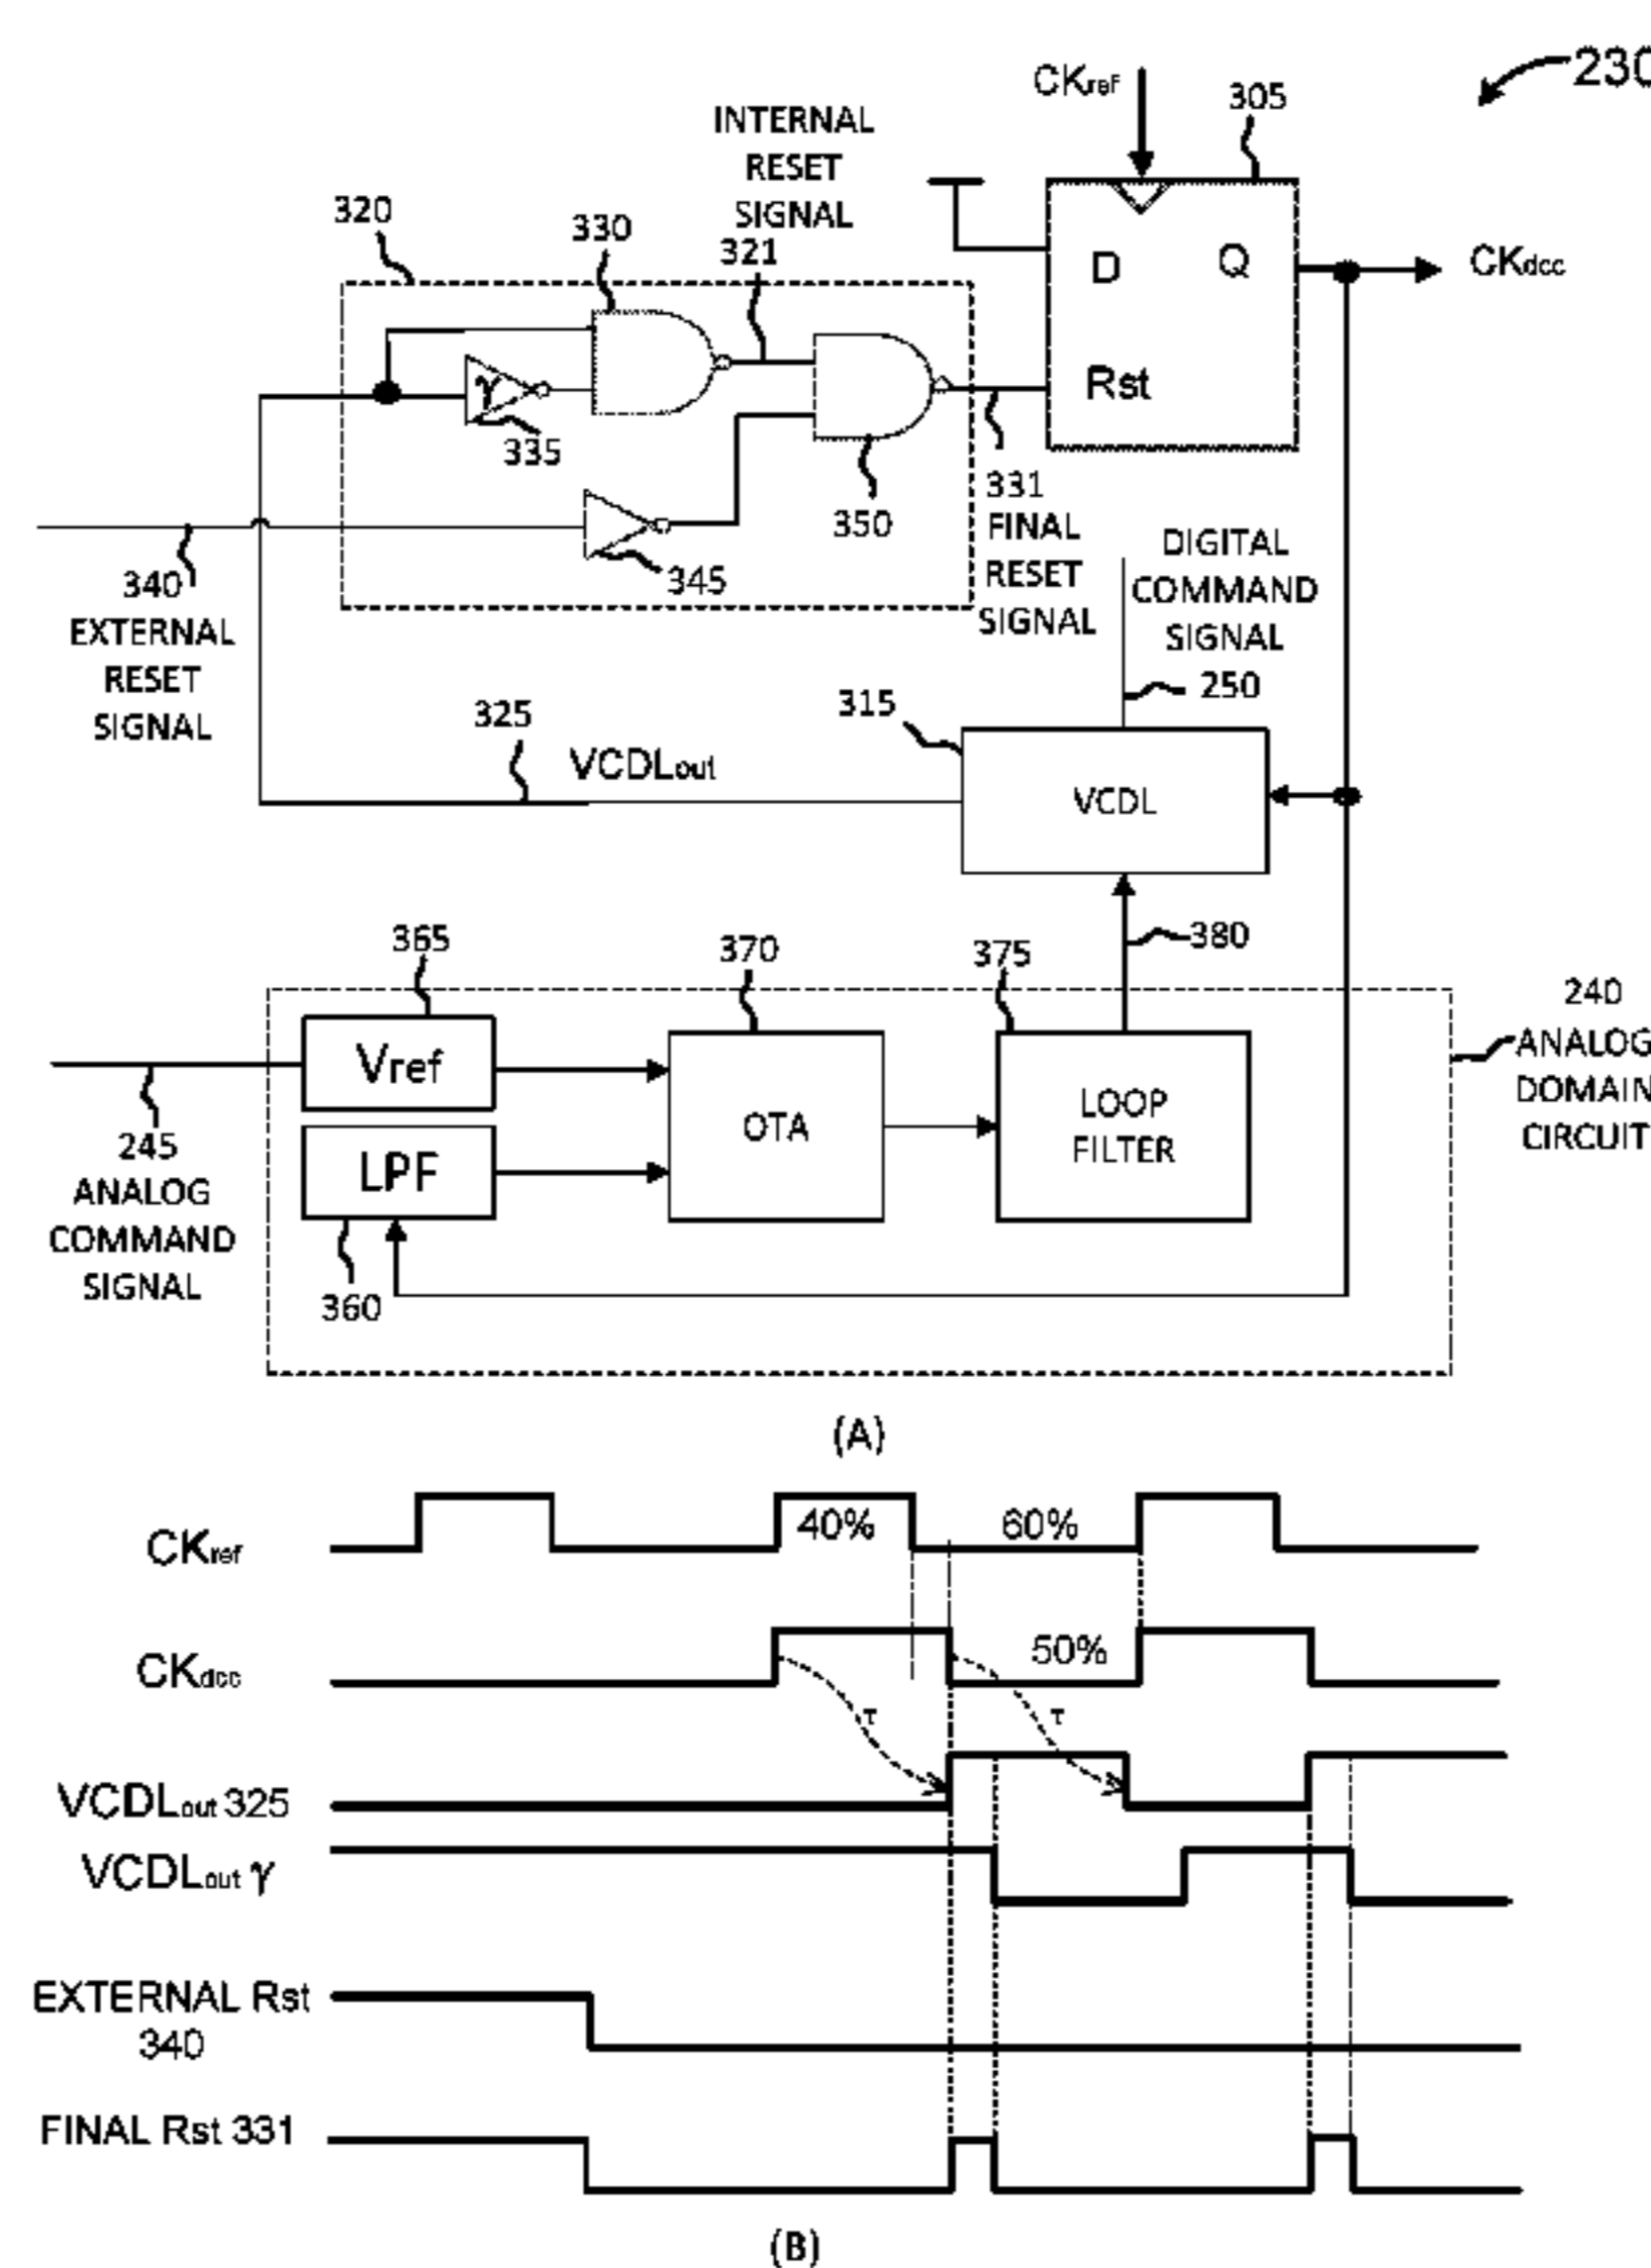 230
CKref
305
INTERNAL
RESET
SIGNAL
320
330
321
D
Q
CKdcc
γ
335
Rst
350
331
FINAL
RESET
SIGNAL
345
340
EXTERNAL
RESET
SIGNAL
DIGITAL
COMMAND
SIGNAL
250
315
325
VCDLout
VCDL
365
370
375
380
240
ANALOG
DOMAIN
CIRCUIT
Vref
OTA
LOOP
FILTER
LPF
245
ANALOG
COMMAND
SIGNAL
360
(A)
CKref
40%
60%
CKdcc
50%
τ
τ
VCDLout 325
VCDLout γ
EXTERNAL Rst
340
FINAL Rst 331
(B)